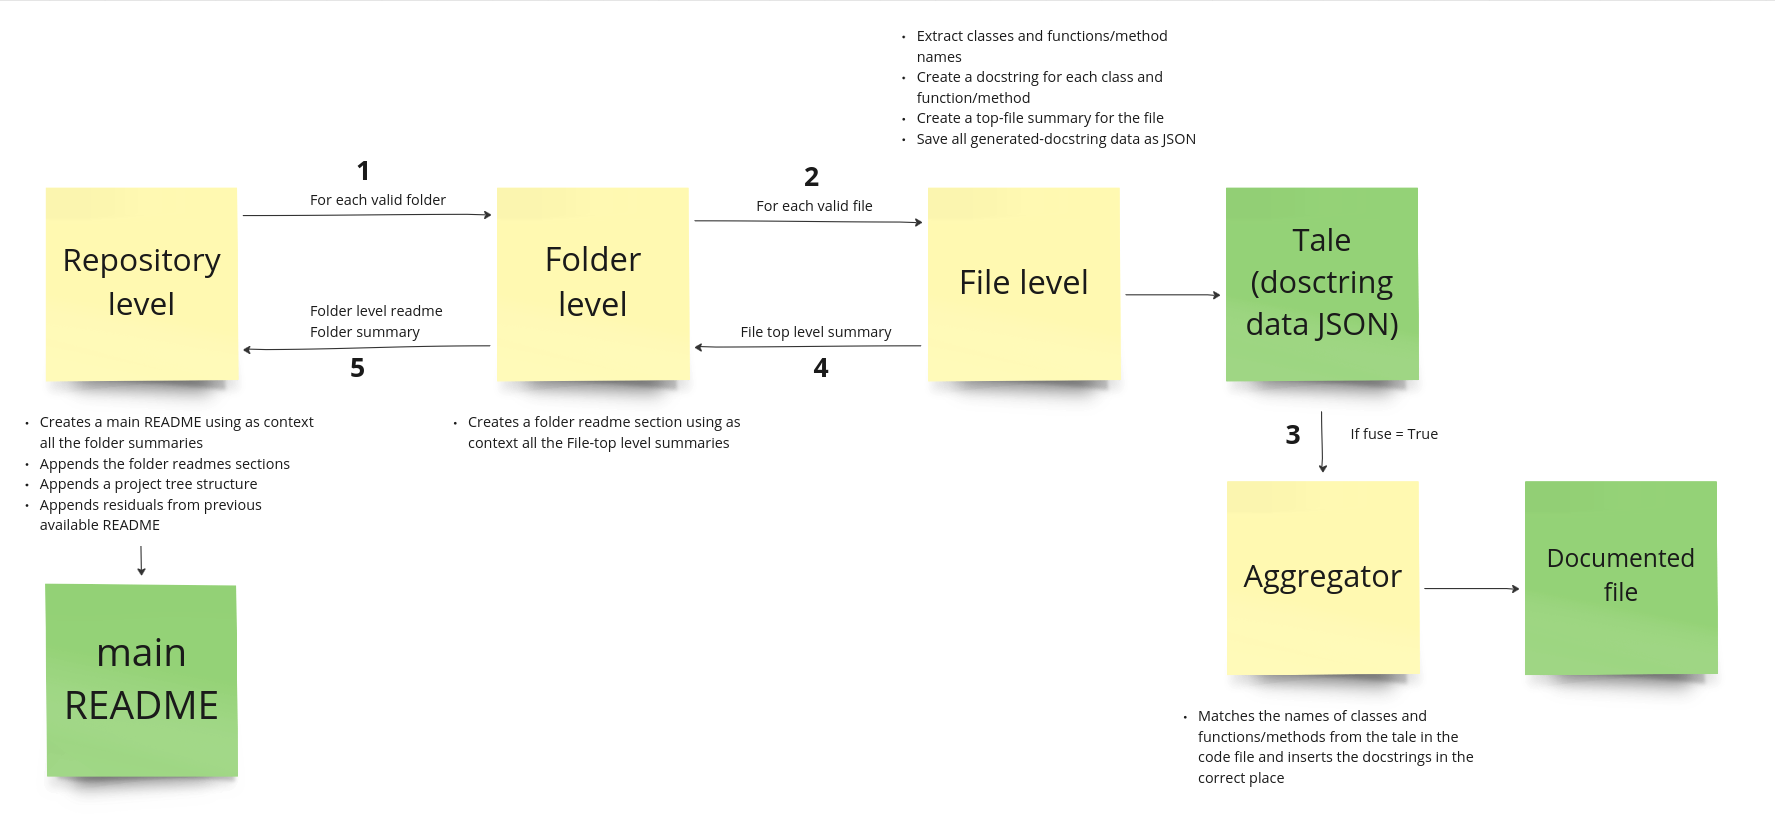 • Extract classes and functions/method
names
• Create a docstring for each class and
function/method
• Create a top-file summary for the file
• Save all generated-docstring data as JSON
1
For each valid folder
2
For each valid file
Repository
level
Folder
level
File level
Tale
(dosctring
data JSON)
Folder level readme
Folder summary
5
File top level summary
4
• Creates a main README using as context
all the folder summaries
• Appends the folder readmes sections
• Appends a project tree structure
• Appends residuals from previous
available README
• Creates a folder readme section using as
context all the File-top level summaries
3
If fuse = True
main
README
Aggregator
Documented
file
• Matches the names of classes and
functions/methods from the tale in the
code file and inserts the docstrings in the
correct place